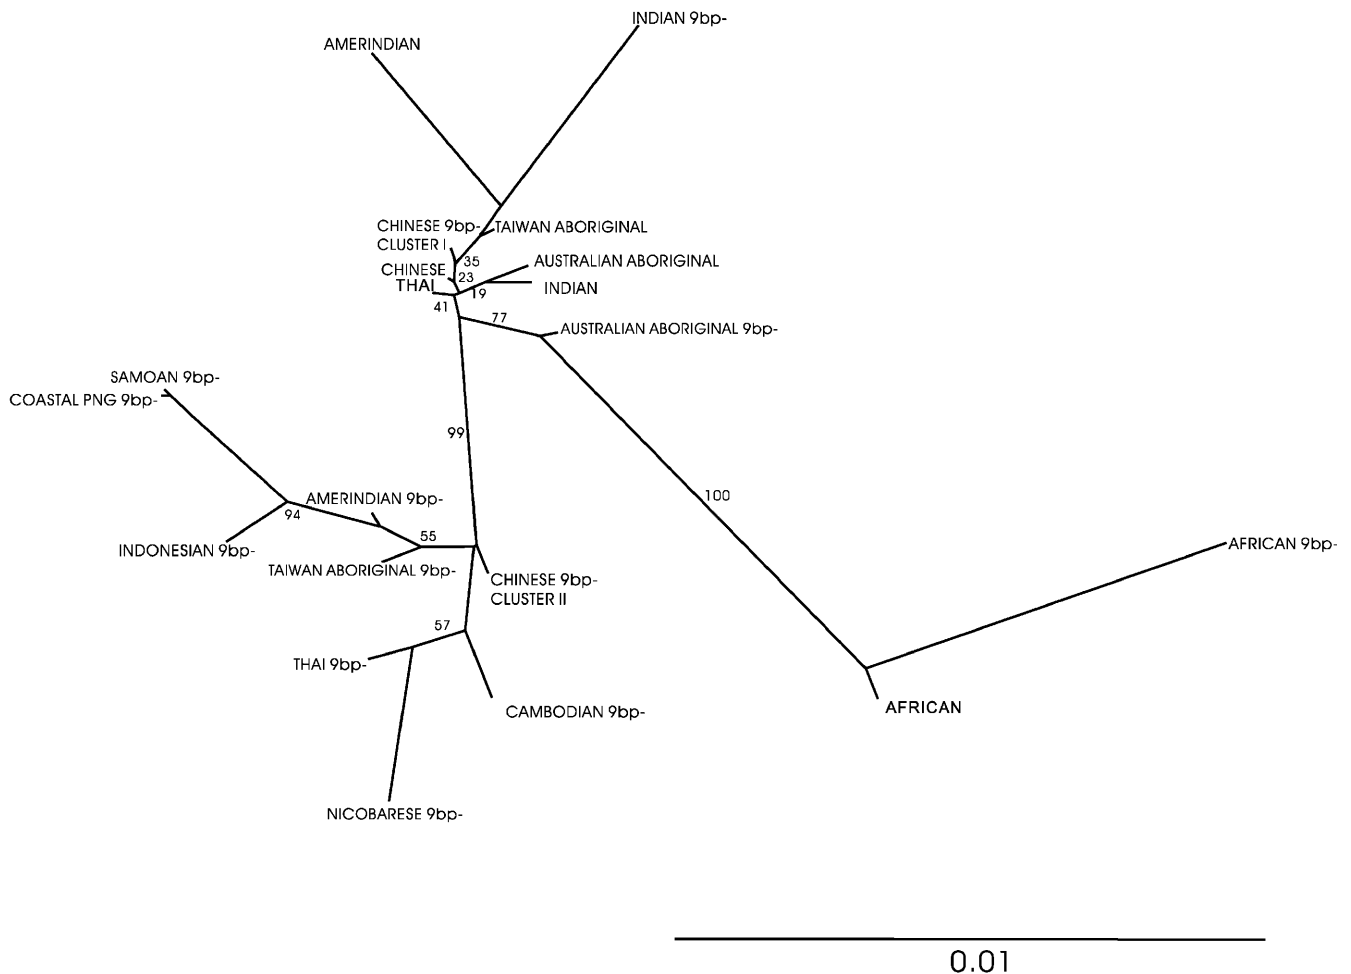 INDIAN 9bp-
AMERINDIAN
CHINESE 9bp-
CLUSTER I
TAIWAN ABORIGINAL
35
AUSTRALIAN ABORIGINAL
CHINESE
23
THAI
19
INDIAN
41
77
AUSTRALIAN ABORIGINAL 9bp-
SAMOAN 9bp-
COASTAL PNG 9bp-
99
100
AMERINDIAN 9bp-
94
55
INDONESIAN 9bp-
TAIWAN ABORIGINAL 9bp-
AFRICAN 9bp-
CHINESE 9bp-
CLUSTER II
57
THAI 9bp-
CAMBODIAN 9bp-
AFRICAN
NICOBARESE 9bp-
0.01